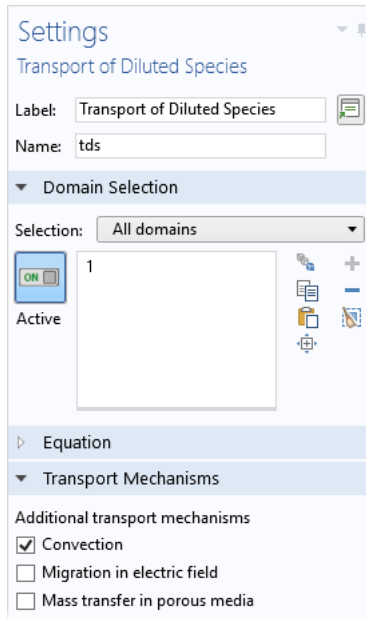 Settings
Transport of Diluted Species
Label: Transport of Diluted Species
Name: tds
Domain Selection
Selection: All domains
ON 1
Active
Equation
Transport Mechanisms
Additional transport mechanisms
Convection
Migration in electric field
Mass transfer in porous media